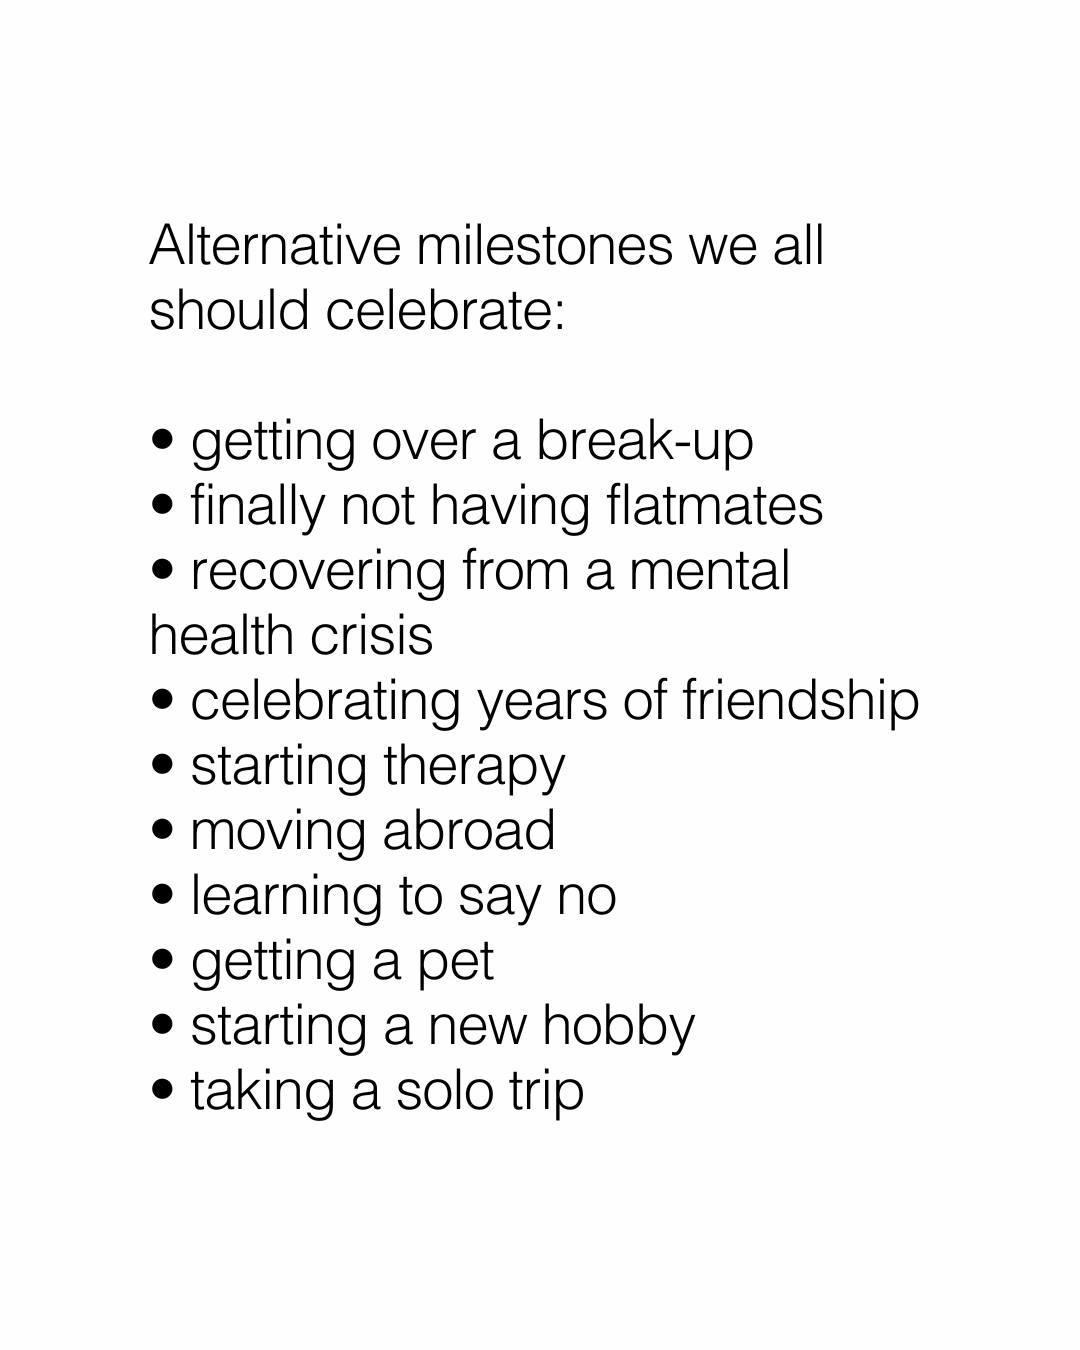 Alternative milestones we all
should celebrate:
• getting over a break-up
• finally not having flatmates
• recovering from a mental
health crisis
• celebrating years of friendship
• starting therapy
• moving abroad
• learning to say no
• getting a pet
• starting a new hobby
• taking a solo trip